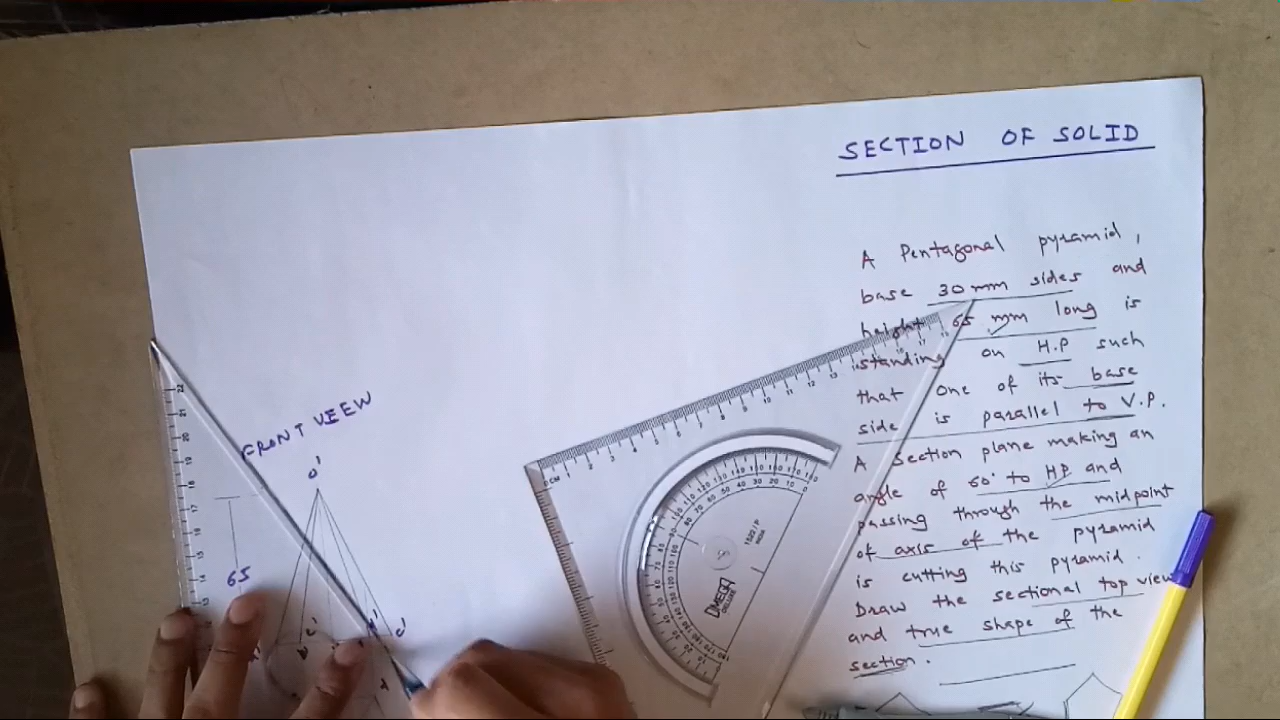 SECTION OF SOLID
A Pentagonal pyramid,
base 30 mm sides and
height 65 mm long is
standing on H.P such
that one of its base
side is parallel to V.P.
A section plane making an
angle of 60° to HP and
passing through the midpoint
of axis of the pyramid
is cutting this pyramid.
Draw the sectional top view
and true shape of the
section.
FRONT VIEW
o'
65
c'
b'
d'
OMEGA
DELUXE
INDIA